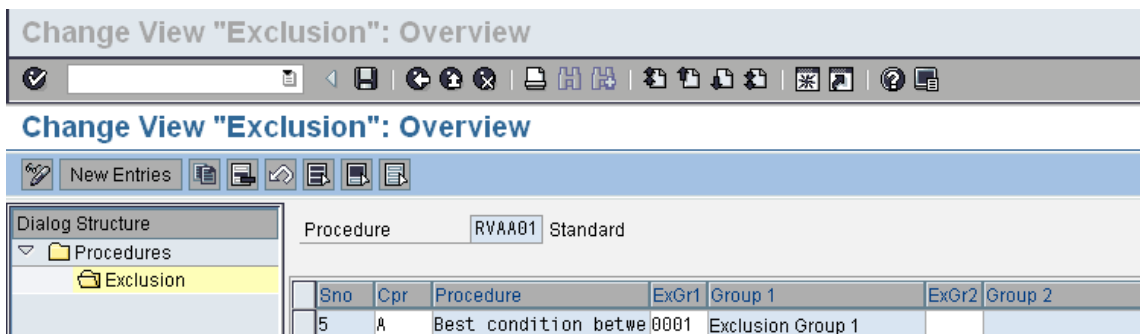 Change View "Exclusion": Overview
Change View "Exclusion": Overview
New Entries
Dialog Structure
Procedures
Exclusion
Procedure RVAA01 Standard
Sno Cpr Procedure ExGr1 Group 1 ExGr2 Group 2
5 A Best condition betwe 0001 Exclusion Group 1